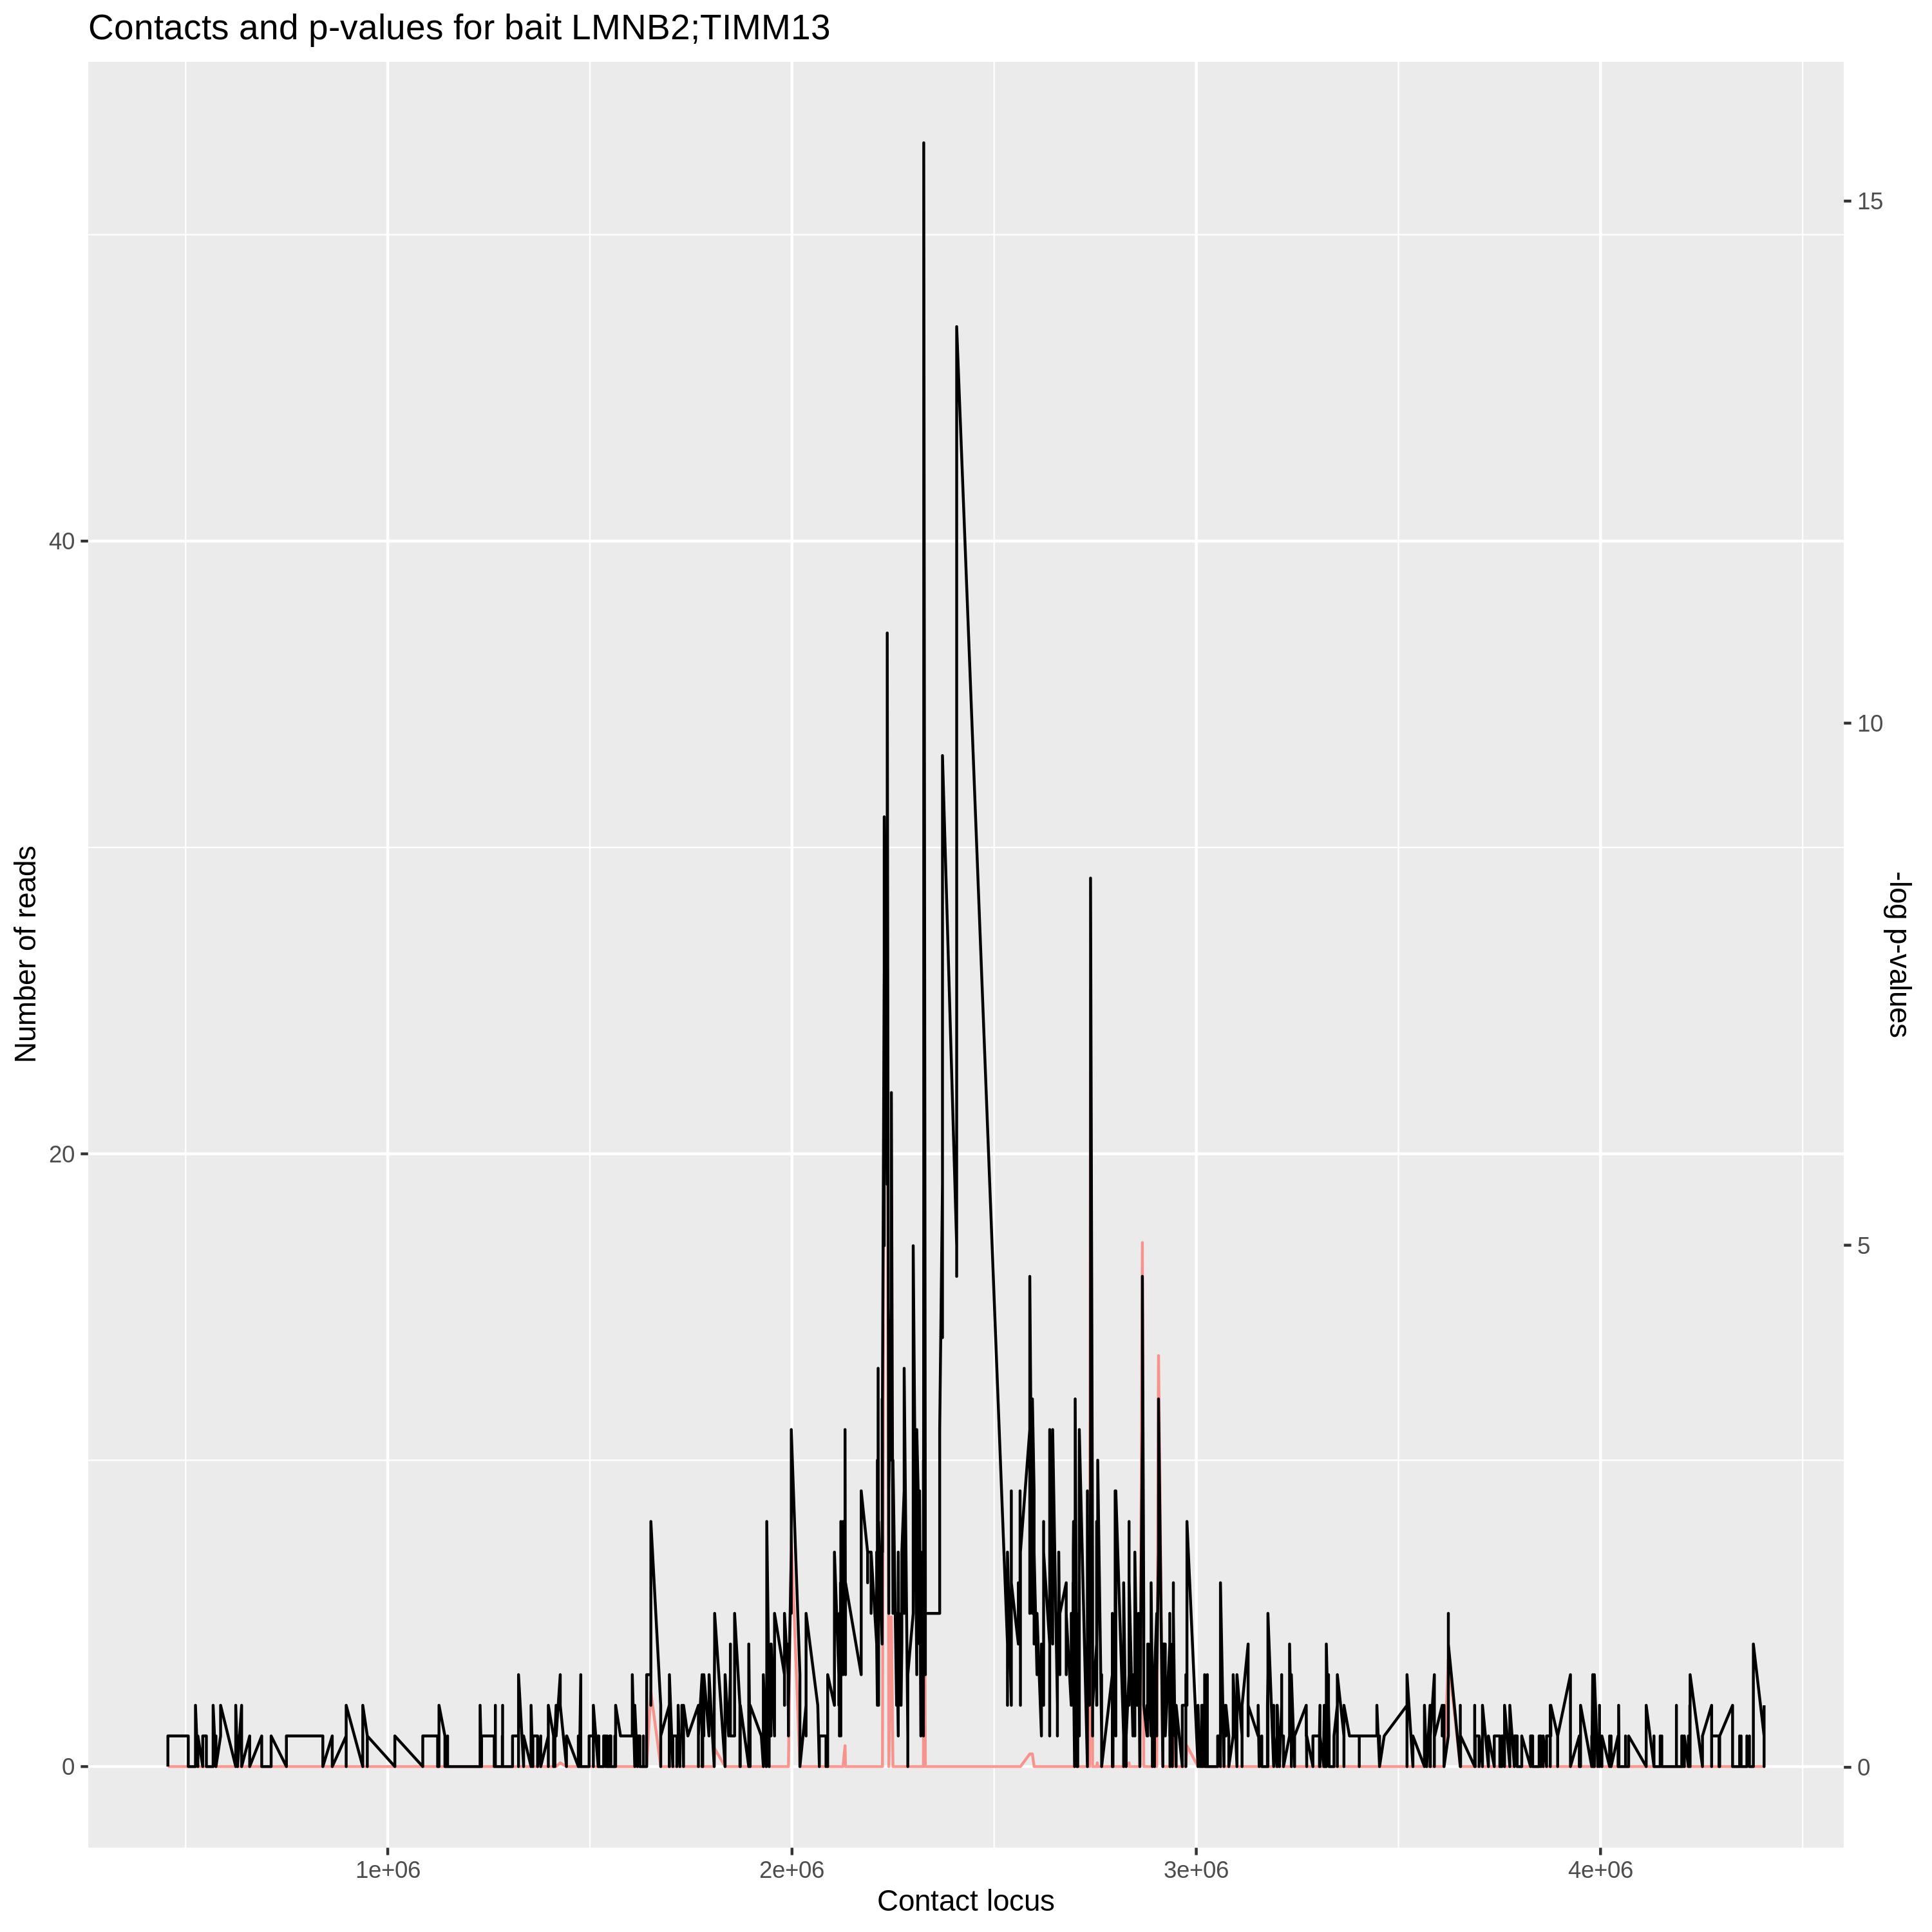 Contacts and p-values for bait LMNB2;TIMM13
Number of reads
40
20
0
15
10
5
0
-log p-values
1e+06
2e+06
3e+06
4e+06
Contact locus